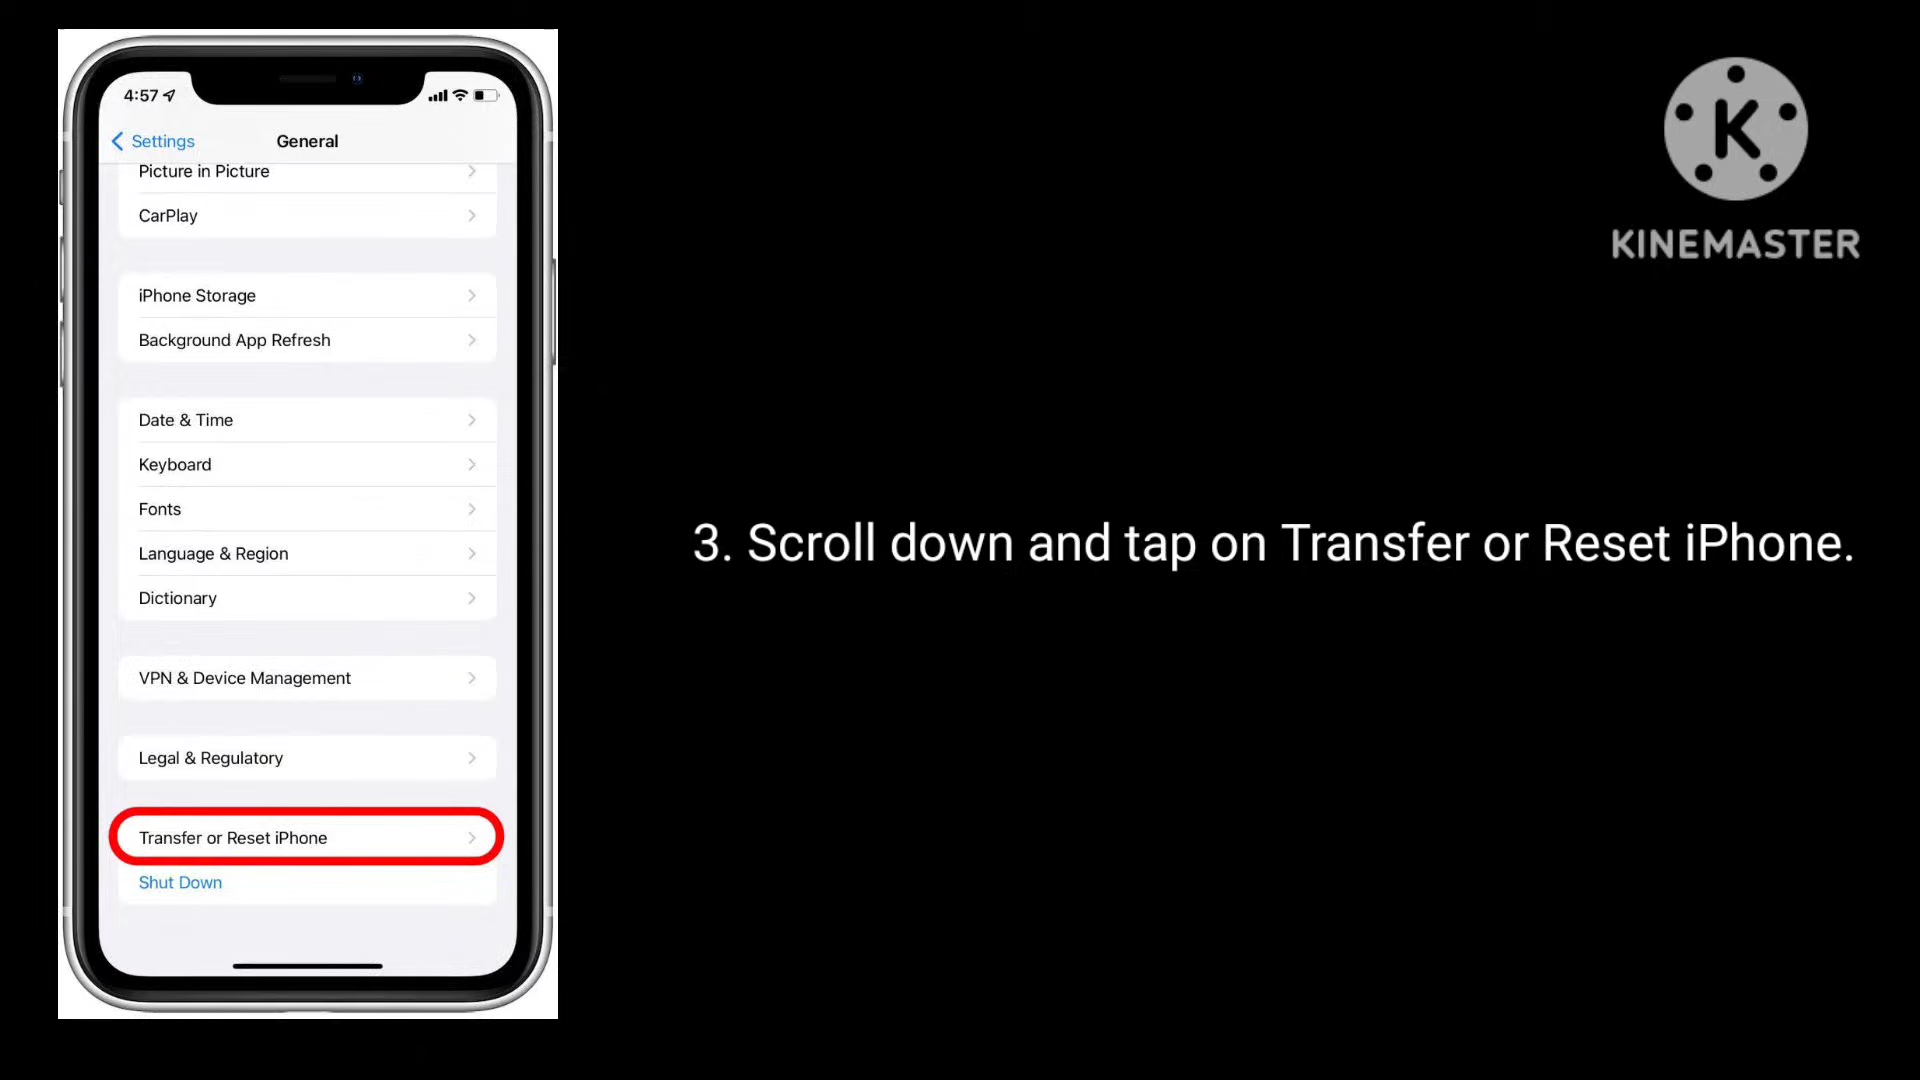 4:57
Settings
General
Picture in Picture
CarPlay
iPhone Storage
Background App Refresh
Date & Time
Keyboard
Fonts
Language & Region
Dictionary
VPN & Device Management
Legal & Regulatory
Transfer or Reset iPhone
Shut Down
3. Scroll down and tap on Transfer or Reset iPhone.
K
KINEMASTER